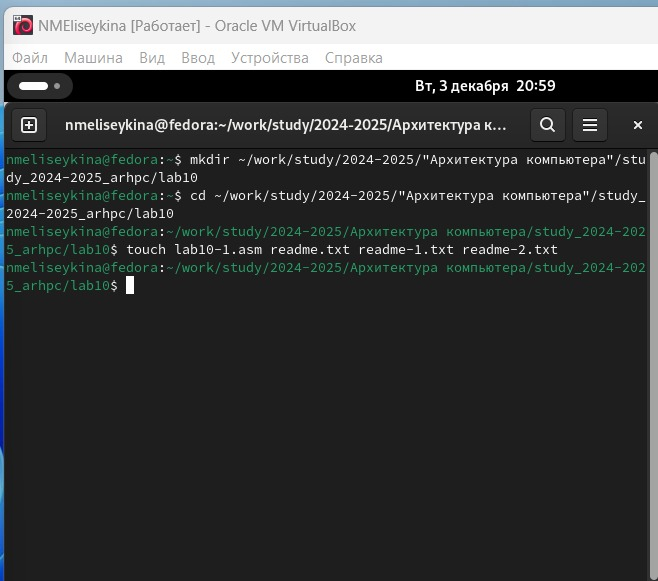 NMEliseykina [Работает] - Oracle VM VirtualBox
Файл Машина Вид Ввод Устройства Справка
Вт, 3 декабря 20:59
nmeliseykina@fedora:~/work/study/2024-2025/Архитектура к...
nmeliseykina@fedora:~$ mkdir ~/work/study/2024-2025/"Архитектура компьютера"/stu
dy_2024-2025_arhpc/lab10
nmeliseykina@fedora:~$ cd ~/work/study/2024-2025/"Архитектура компьютера"/study_
2024-2025_arhpc/lab10
nmeliseykina@fedora:~/work/study/2024-2025/Архитектура компьютера/study_2024-202
5_arhpc/lab10$ touch lab10-1.asm readme.txt readme-1.txt readme-2.txt
nmeliseykina@fedora:~/work/study/2024-2025/Архитектура компьютера/study_2024-202
5_arhpc/lab10$